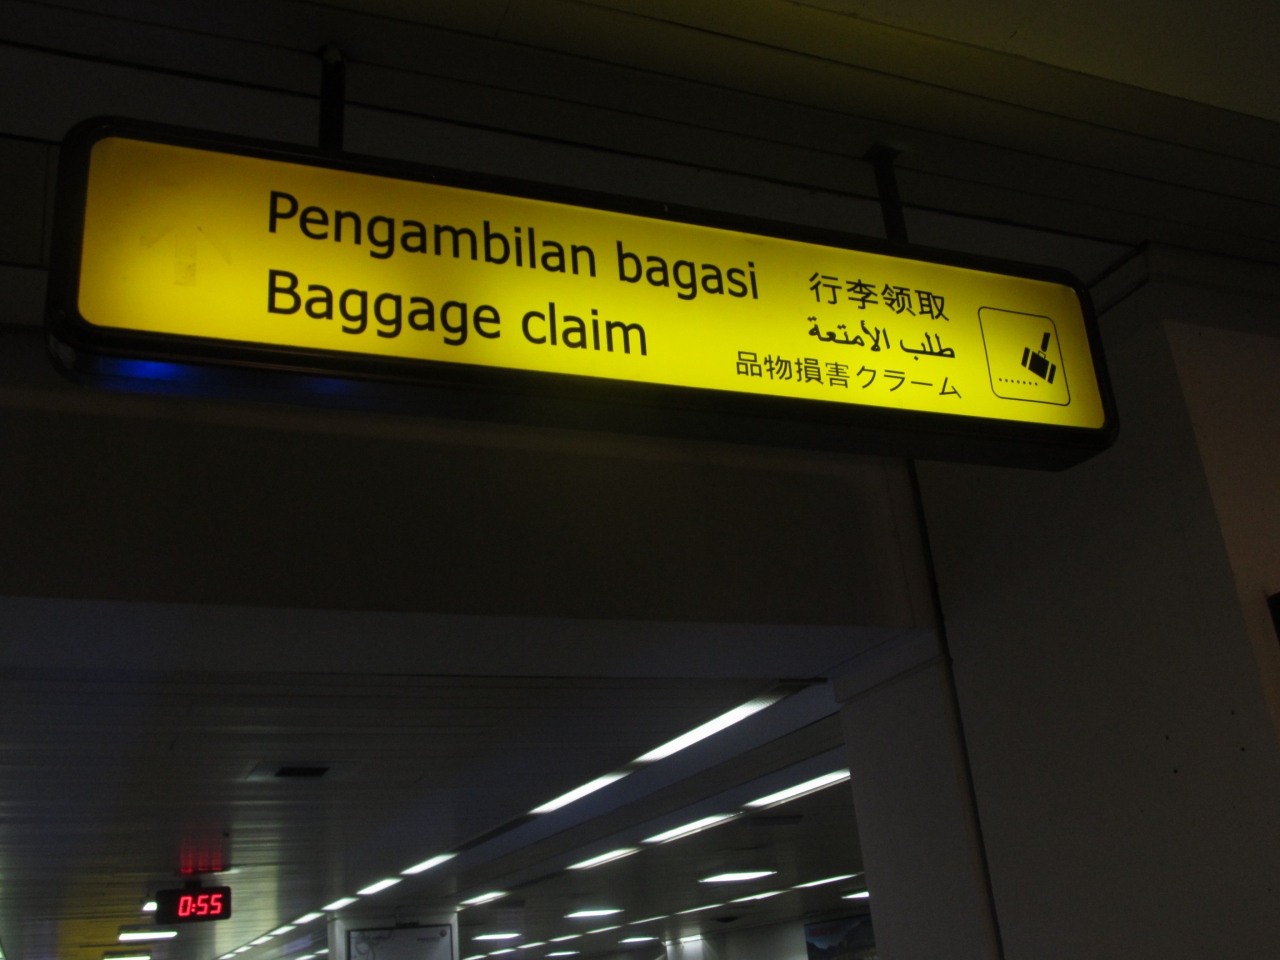 Pengambilan bagasi
Baggage claim
行李领取
طلب الأمتعة
品物損害クラーム
0:55